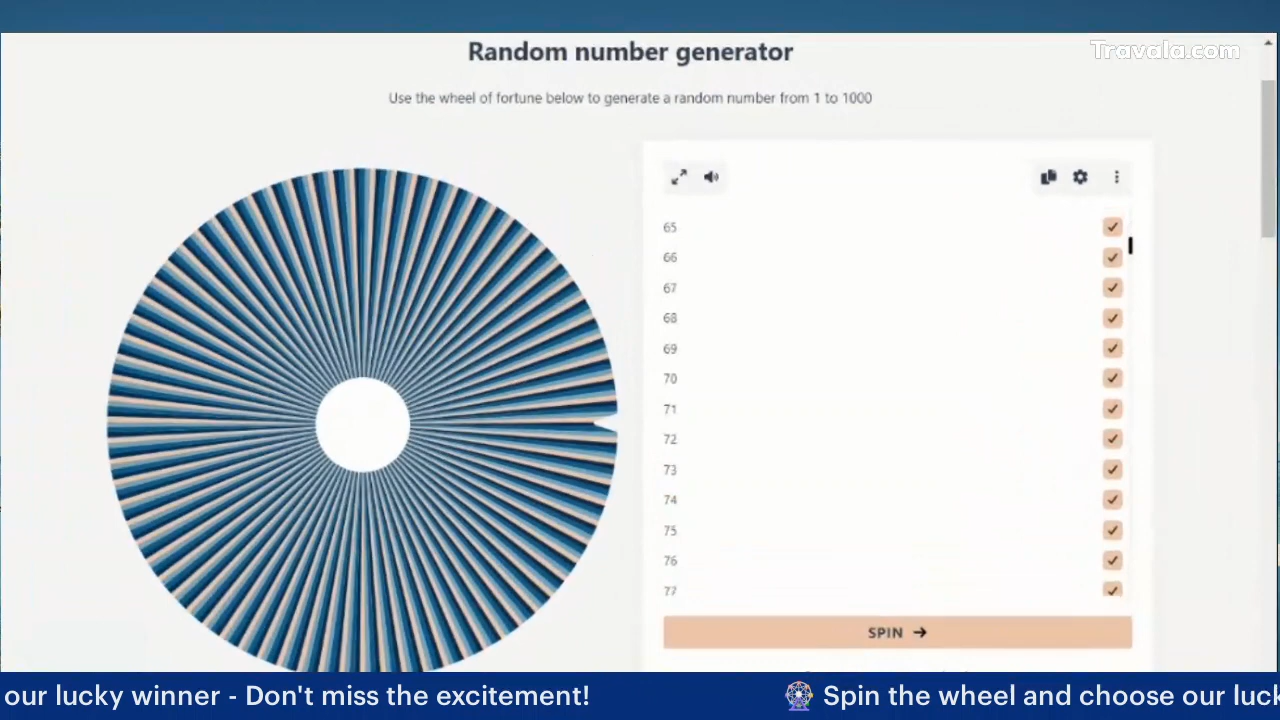 Travala.com
Random number generator
Use the wheel of fortune below to generate a random number from 1 to 1000
65
66
67
68
69
70
71
72
73
74
75
76
77
SPIN →
our lucky winner - Don't miss the excitement!
🎡 Spin the wheel and choose our luck